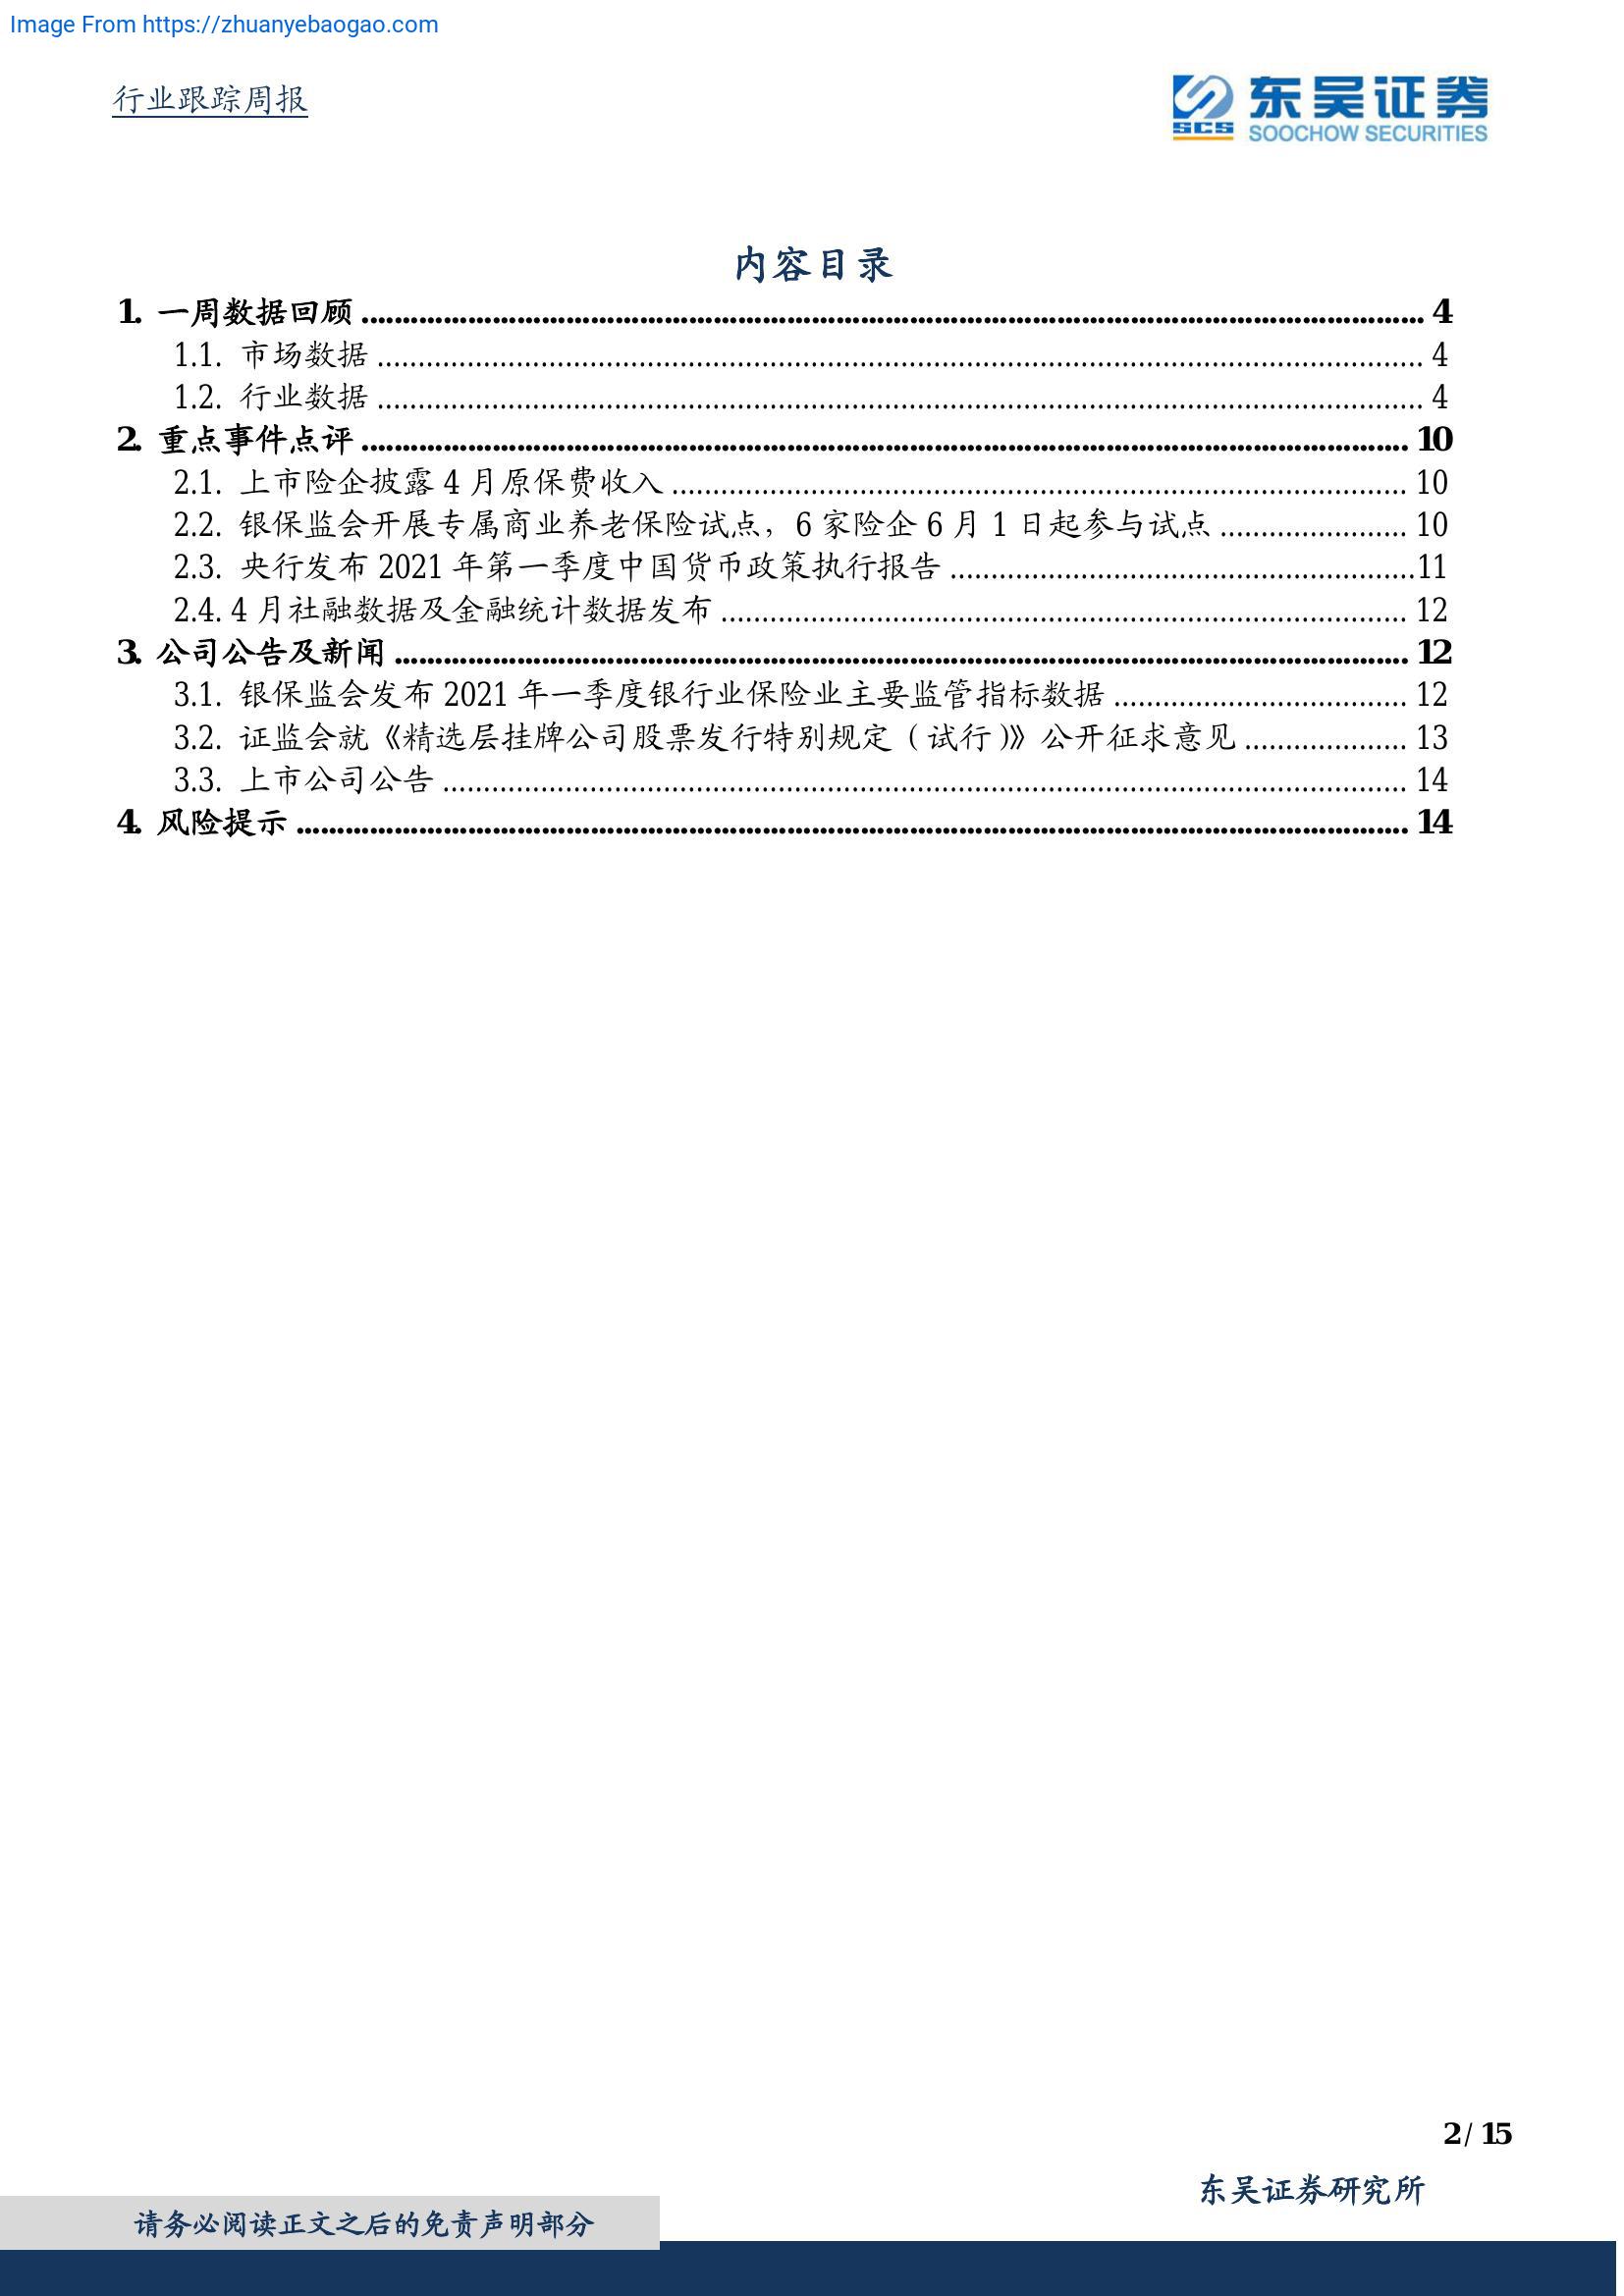 Image From https://zhuanyebaogao.com
行业跟踪周报
SCS 东吴证券
SOOCHOW SECURITIES
内容目录
1. 一周数据回顾 4
1.1. 市场数据 4
1.2. 行业数据 4
2. 重点事件点评 10
2.1. 上市险企披露 4 月原保费收入 10
2.2. 银保监会开展专属商业养老保险试点，6 家险企 6 月 1 日起参与试点 10
2.3. 央行发布 2021 年第一季度中国货币政策执行报告 11
2.4. 4 月社融数据及金融统计数据发布 12
3. 公司公告及新闻 12
3.1. 银保监会发布 2021 年一季度银行业保险业主要监管指标数据 12
3.2. 证监会就《精选层挂牌公司股票发行特别规定（试行）》公开征求意见 13
3.3. 上市公司公告 14
4. 风险提示 14
2 / 15
东吴证券研究所
请务必阅读正文之后的免责声明部分